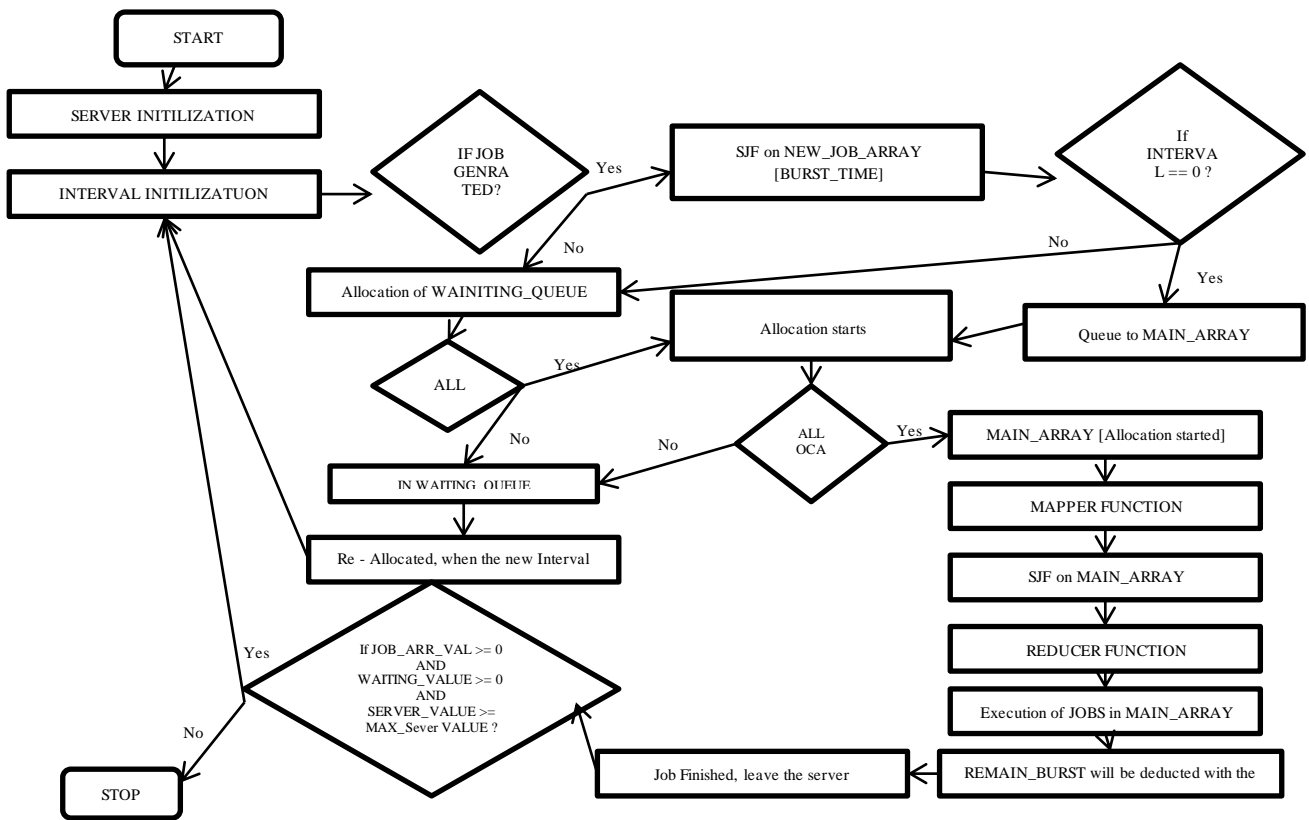 START
SERVER INITILIZATION
INTERVAL INITILIZATUON
IF JOB
GENRA
TED?
Yes
No
SJF on NEW_JOB_ARRAY
[BURST_TIME]
If
INTERVA
L == 0 ?
No
Yes
Allocation of WAINITING_QUEUE
Allocation starts
Queue to MAIN_ARRAY
ALL
Yes
No
ALL
OCA
No
Yes
IN WAITING_QUEUE
Re - Allocated, when the new Interval
MAIN_ARRAY [Allocation started]
MAPPER FUNCTION
SJF on MAIN_ARRAY
REDUCER FUNCTION
Execution of JOBS in MAIN_ARRAY
REMAIN_BURST will be deducted with the
Job Finished, leave the server
If JOB_ARR_VAL >= 0
AND
WAITING_VALUE >=0
AND
SERVER_VALUE >=
MAX_Sever VALUE ?
Yes
No
STOP